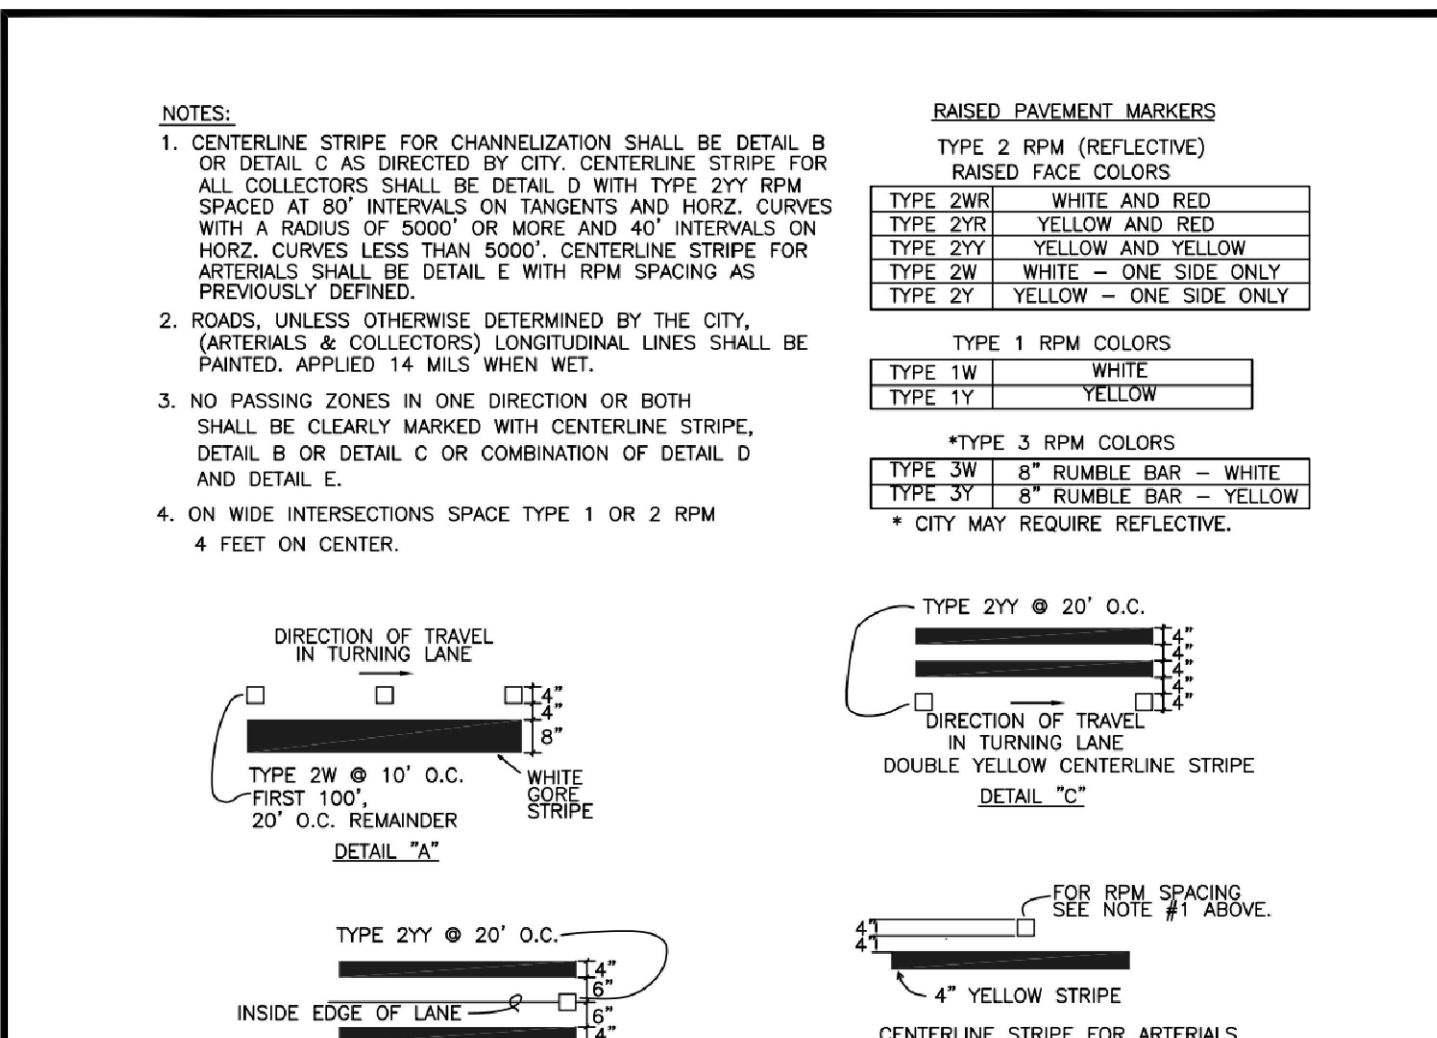 NOTES:
1. CENTERLINE STRIPE FOR CHANNELIZATION SHALL BE DETAIL B
OR DETAIL C AS DIRECTED BY CITY. CENTERLINE STRIPE FOR
ALL COLLECTORS SHALL BE DETAIL D WITH TYPE 2YY RPM
SPACED AT 80' INTERVALS ON TANGENTS AND HORZ. CURVES
WITH A RADIUS OF 5000' OR MORE AND 40' INTERVALS ON
HORZ. CURVES LESS THAN 5000'. CENTERLINE STRIPE FOR
ARTERIALS SHALL BE DETAIL E WITH RPM SPACING AS
PREVIOUSLY DEFINED.
2. ROADS, UNLESS OTHERWISE DETERMINED BY THE CITY,
(ARTERIALS & COLLECTORS) LONGITUDINAL LINES SHALL BE
PAINTED. APPLIED 14 MILS WHEN WET.
3. NO PASSING ZONES IN ONE DIRECTION OR BOTH
SHALL BE CLEARLY MARKED WITH CENTERLINE STRIPE,
DETAIL B OR DETAIL C OR COMBINATION OF DETAIL D
AND DETAIL E.
4. ON WIDE INTERSECTIONS SPACE TYPE 1 OR 2 RPM
4 FEET ON CENTER.
RAISED PAVEMENT MARKERS
TYPE 2 RPM (REFLECTIVE)
RAISED FACE COLORS
TYPE 2WR WHITE AND RED
TYPE 2YR YELLOW AND RED
TYPE 2YY YELLOW AND YELLOW
TYPE 2W WHITE – ONE SIDE ONLY
TYPE 2Y YELLOW – ONE SIDE ONLY
TYPE 1 RPM COLORS
TYPE 1W WHITE
TYPE 1Y YELLOW
*TYPE 3 RPM COLORS
TYPE 3W 8" RUMBLE BAR – WHITE
TYPE 3Y 8" RUMBLE BAR – YELLOW
* CITY MAY REQUIRE REFLECTIVE.
DIRECTION OF TRAVEL
IN TURNING LANE
4"
4"
8"
TYPE 2W @ 10' O.C.
FIRST 100',
20' O.C. REMAINDER
WHITE
GORE
STRIPE
DETAIL "A"
TYPE 2YY @ 20' O.C.
4"
4"
4"
4"
4"
DIRECTION OF TRAVEL
IN TURNING LANE
DOUBLE YELLOW CENTERLINE STRIPE
DETAIL "C"
TYPE 2YY @ 20' O.C.
4"
6"
INSIDE EDGE OF LANE
6"
4"
FOR RPM SPACING
SEE NOTE #1 ABOVE.
4"
4"
4" YELLOW STRIPE
CENTERLINE STRIPE FOR ARTERIALS